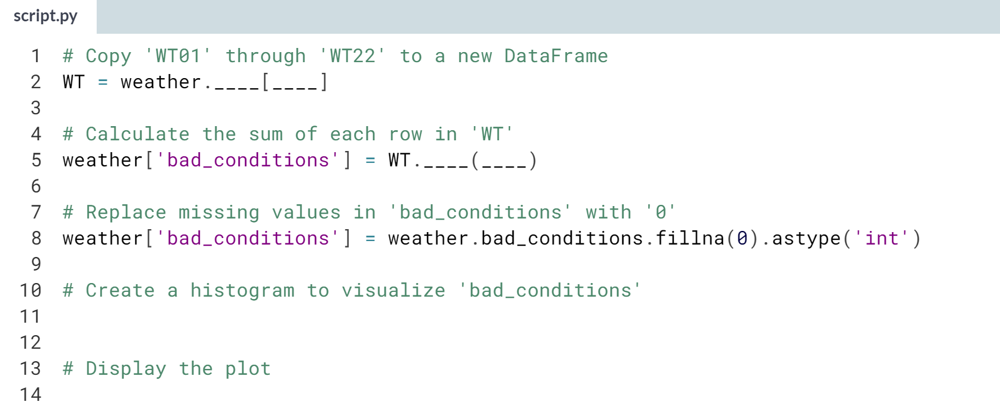 script.py
1 # Copy 'WT01' through 'WT22' to a new DataFrame
2 WT = weather.____[____]
3
4 # Calculate the sum of each row in 'WT'
5 weather['bad_conditions'] = WT.____(____)
6
7 # Replace missing values in 'bad_conditions' with '0'
8 weather['bad_conditions'] = weather.bad_conditions.fillna(0).astype('int')
9
10 # Create a histogram to visualize 'bad_conditions'
11
12
13 # Display the plot
14